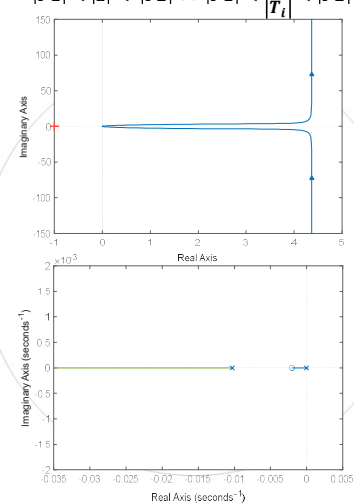 150
100
50
0
-50
-100
-150
Imaginary Axis
-1 0 1 2 3 4 5
Real Axis
×10⁻³
2
1.5
1
0.5
0
-0.5
-1
-1.5
-2
Imaginary Axis (seconds⁻¹)
-0.035 -0.03 -0.025 -0.02 -0.015 -0.01 -0.005 0 0.005
Real Axis (seconds⁻¹)